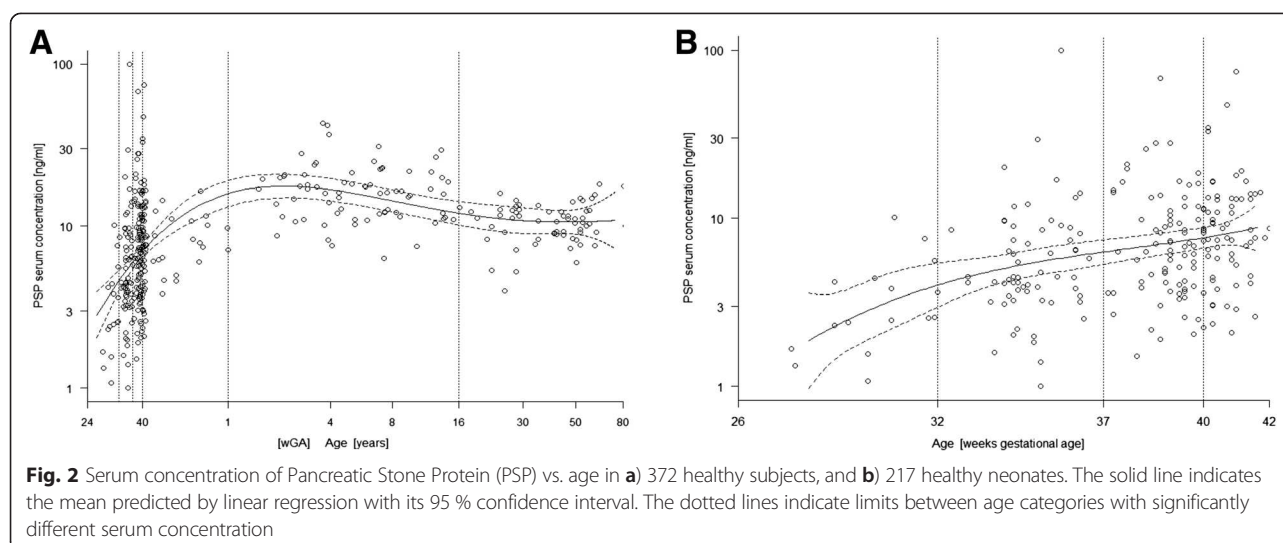 A
PSP serum concentration [ng/ml]
100
30
10
3
1
24 40 1 4 8 16 30 50 80
[wGA] Age [years]
B
PSP serum concentration [ng/ml]
100
30
10
3
1
26 32 37 40 42
Age [weeks gestational age]
Fig. 2 Serum concentration of Pancreatic Stone Protein (PSP) vs. age in a) 372 healthy subjects, and b) 217 healthy neonates. The solid line indicates
the mean predicted by linear regression with its 95 % confidence interval. The dotted lines indicate limits between age categories with significantly
different serum concentration